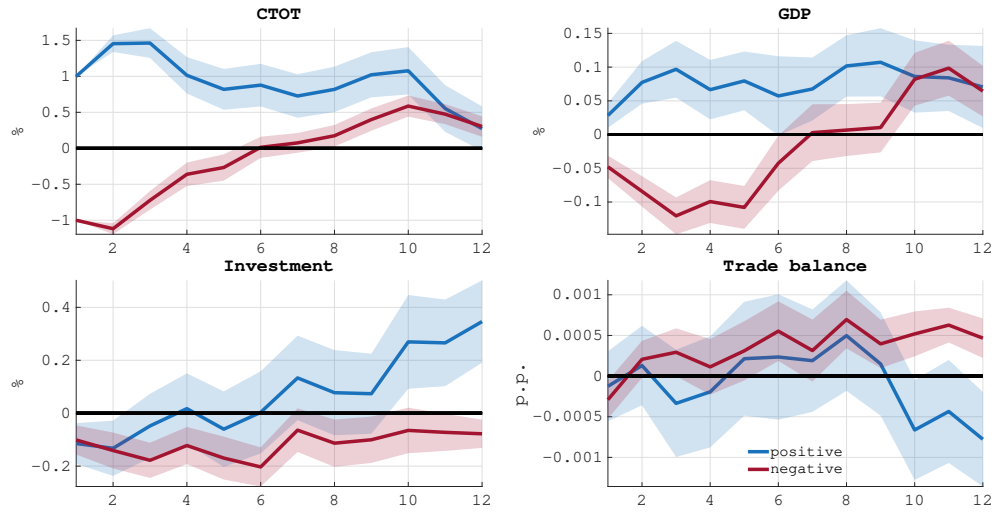 CTOT
1.5
1
0.5
0
-0.5
-1
%
2 4 6 8 10 12
GDP
0.15
0.1
0.05
0
-0.05
-0.1
%
2 4 6 8 10 12
Investment
0.4
0.2
0
-0.2
%
2 4 6 8 10 12
Trade balance
0.001
0.0005
0
-0.0005
-0.001
p.p.
positive
negative
2 4 6 8 10 12